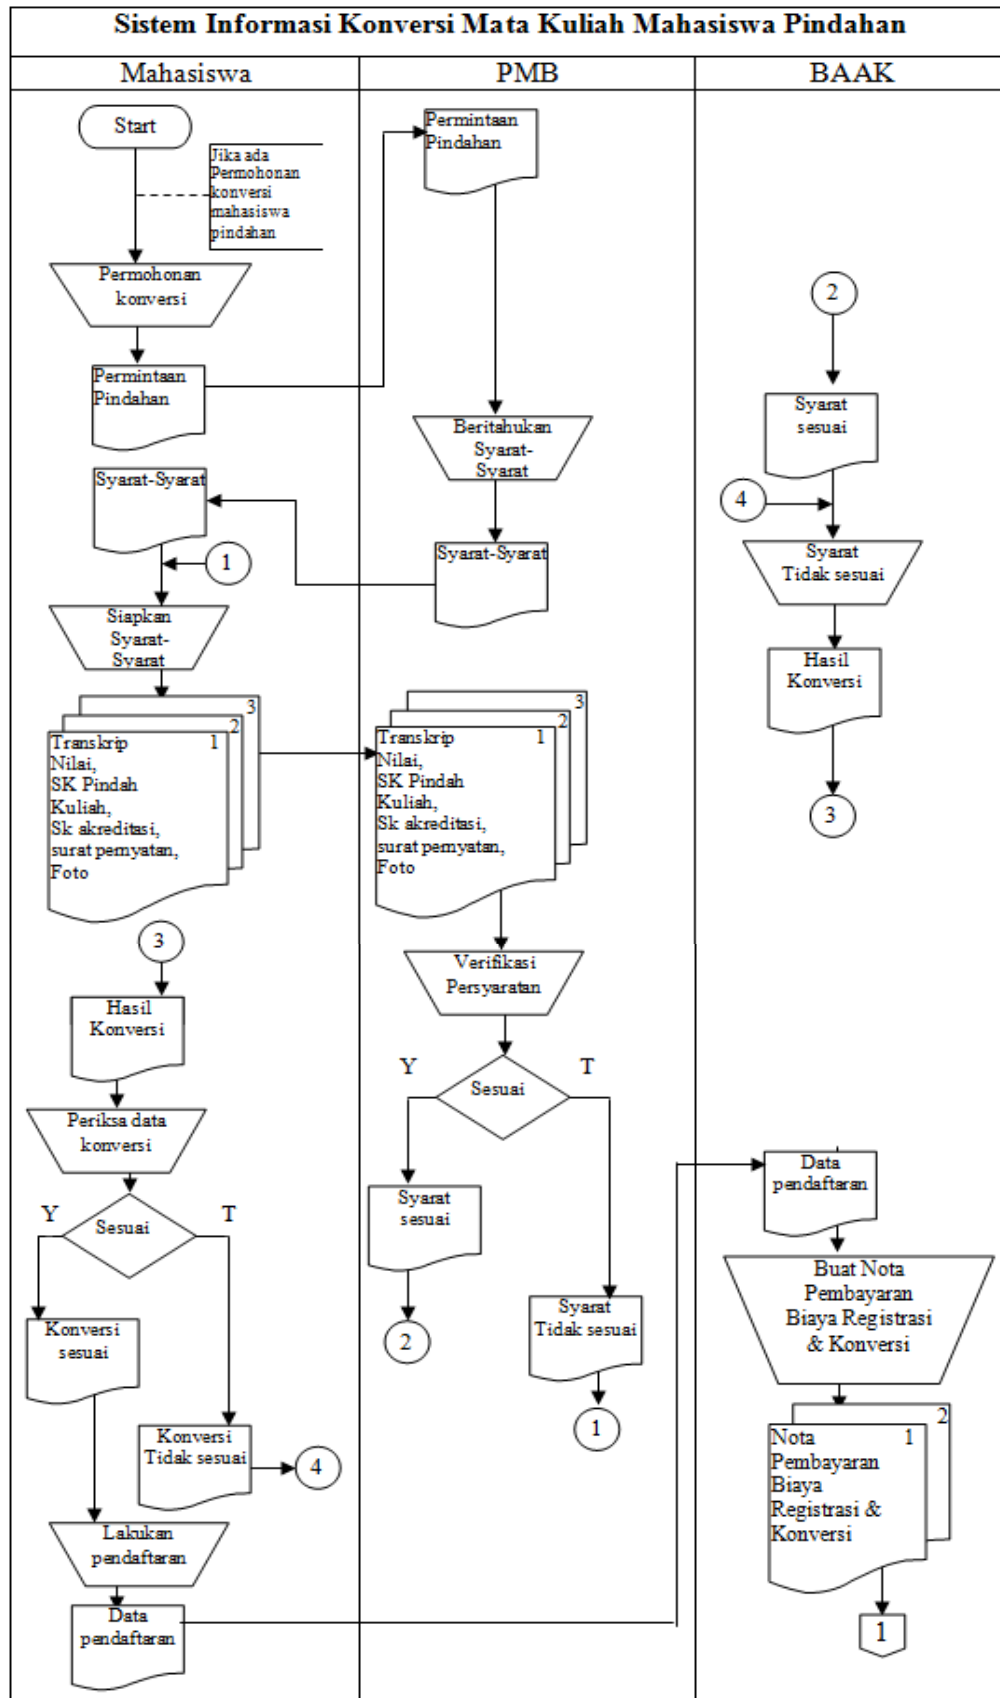 Sistem Informasi Konversi Mata Kuliah Mahasiswa Pindahan
Mahasiswa
PMB
BAAK
Start
Jika ada
Permohonan
konversi
mahasiswa
pindahan
Permohonan
konversi
Permintaan
Pindahan
Syarat-Syarat
1
Siapkan
Syarat-
Syarat
3
2
Transkrip 1
Nilai,
SK Pindah
Kuliah,
Sk akreditasi,
surat pernyatan,
Foto
3
Hasil
Konversi
Periksa data
konversi
Y
Sesuai
T
Konversi
sesuai
Konversi
Tidak sesuai
4
Lakukan
pendaftaran
Data
pendaftaran
Permintaan
Pindahan
Beritahukan
Syarat-
Syarat
Syarat-Syarat
3
2
Transkrip 1
Nilai,
SK Pindah
Kuliah,
Sk akreditasi,
surat pernyatan,
Foto
Verifikasi
Persyaratan
Y
Sesuai
T
Syarat
sesuai
2
Syarat
Tidak sesuai
1
2
Syarat
sesuai
4
Syarat
Tidak sesuai
Hasil
Konversi
3
Data
pendaftaran
Buat Nota
Pembayaran
Biaya Registrasi
& Konversi
2
Nota 1
Pembayaran
Biaya
Registrasi &
Konversi
1